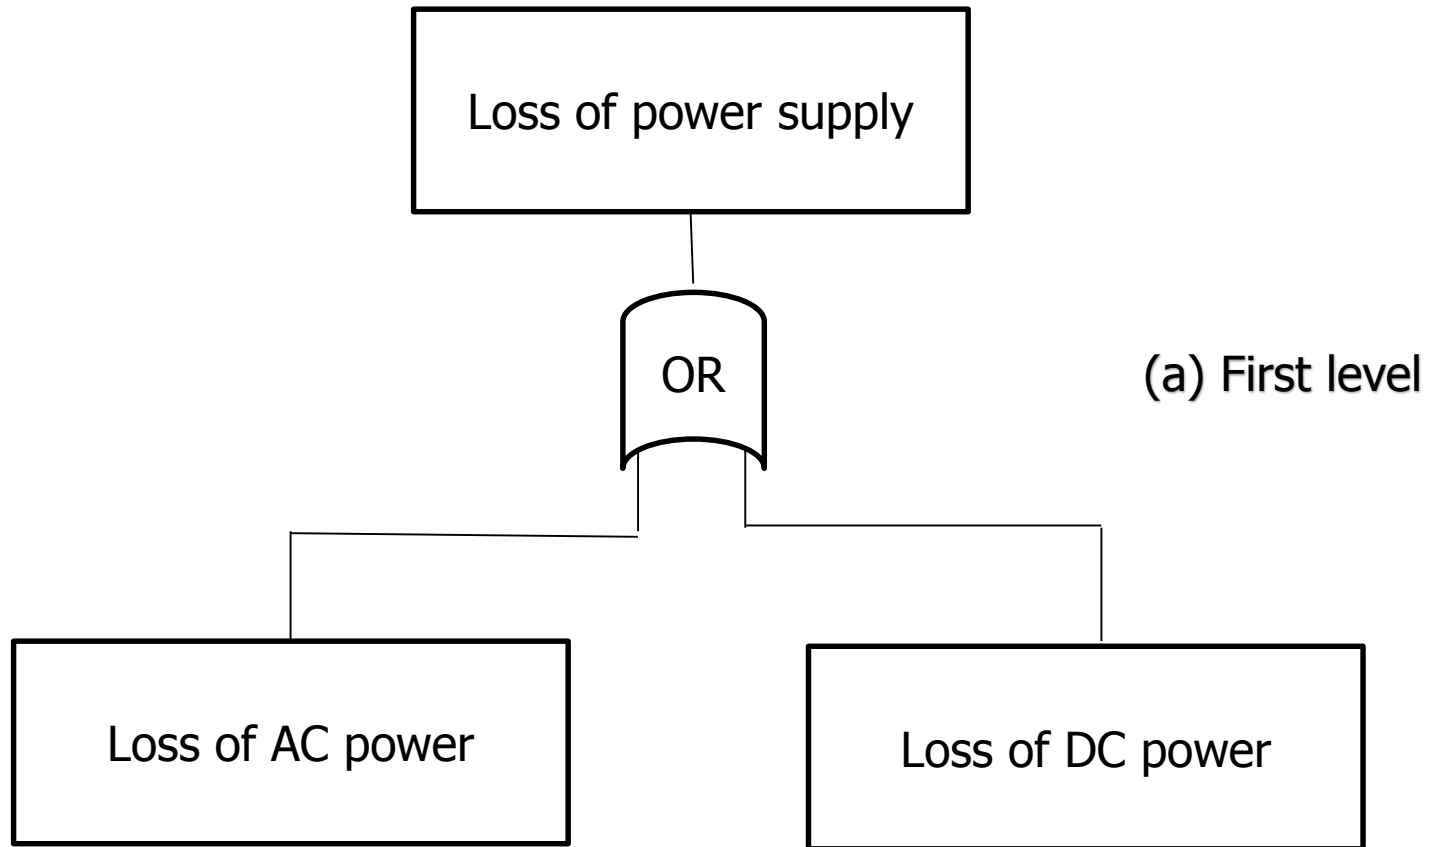 Loss of power supply
OR
(a) First level
Loss of AC power
Loss of DC power